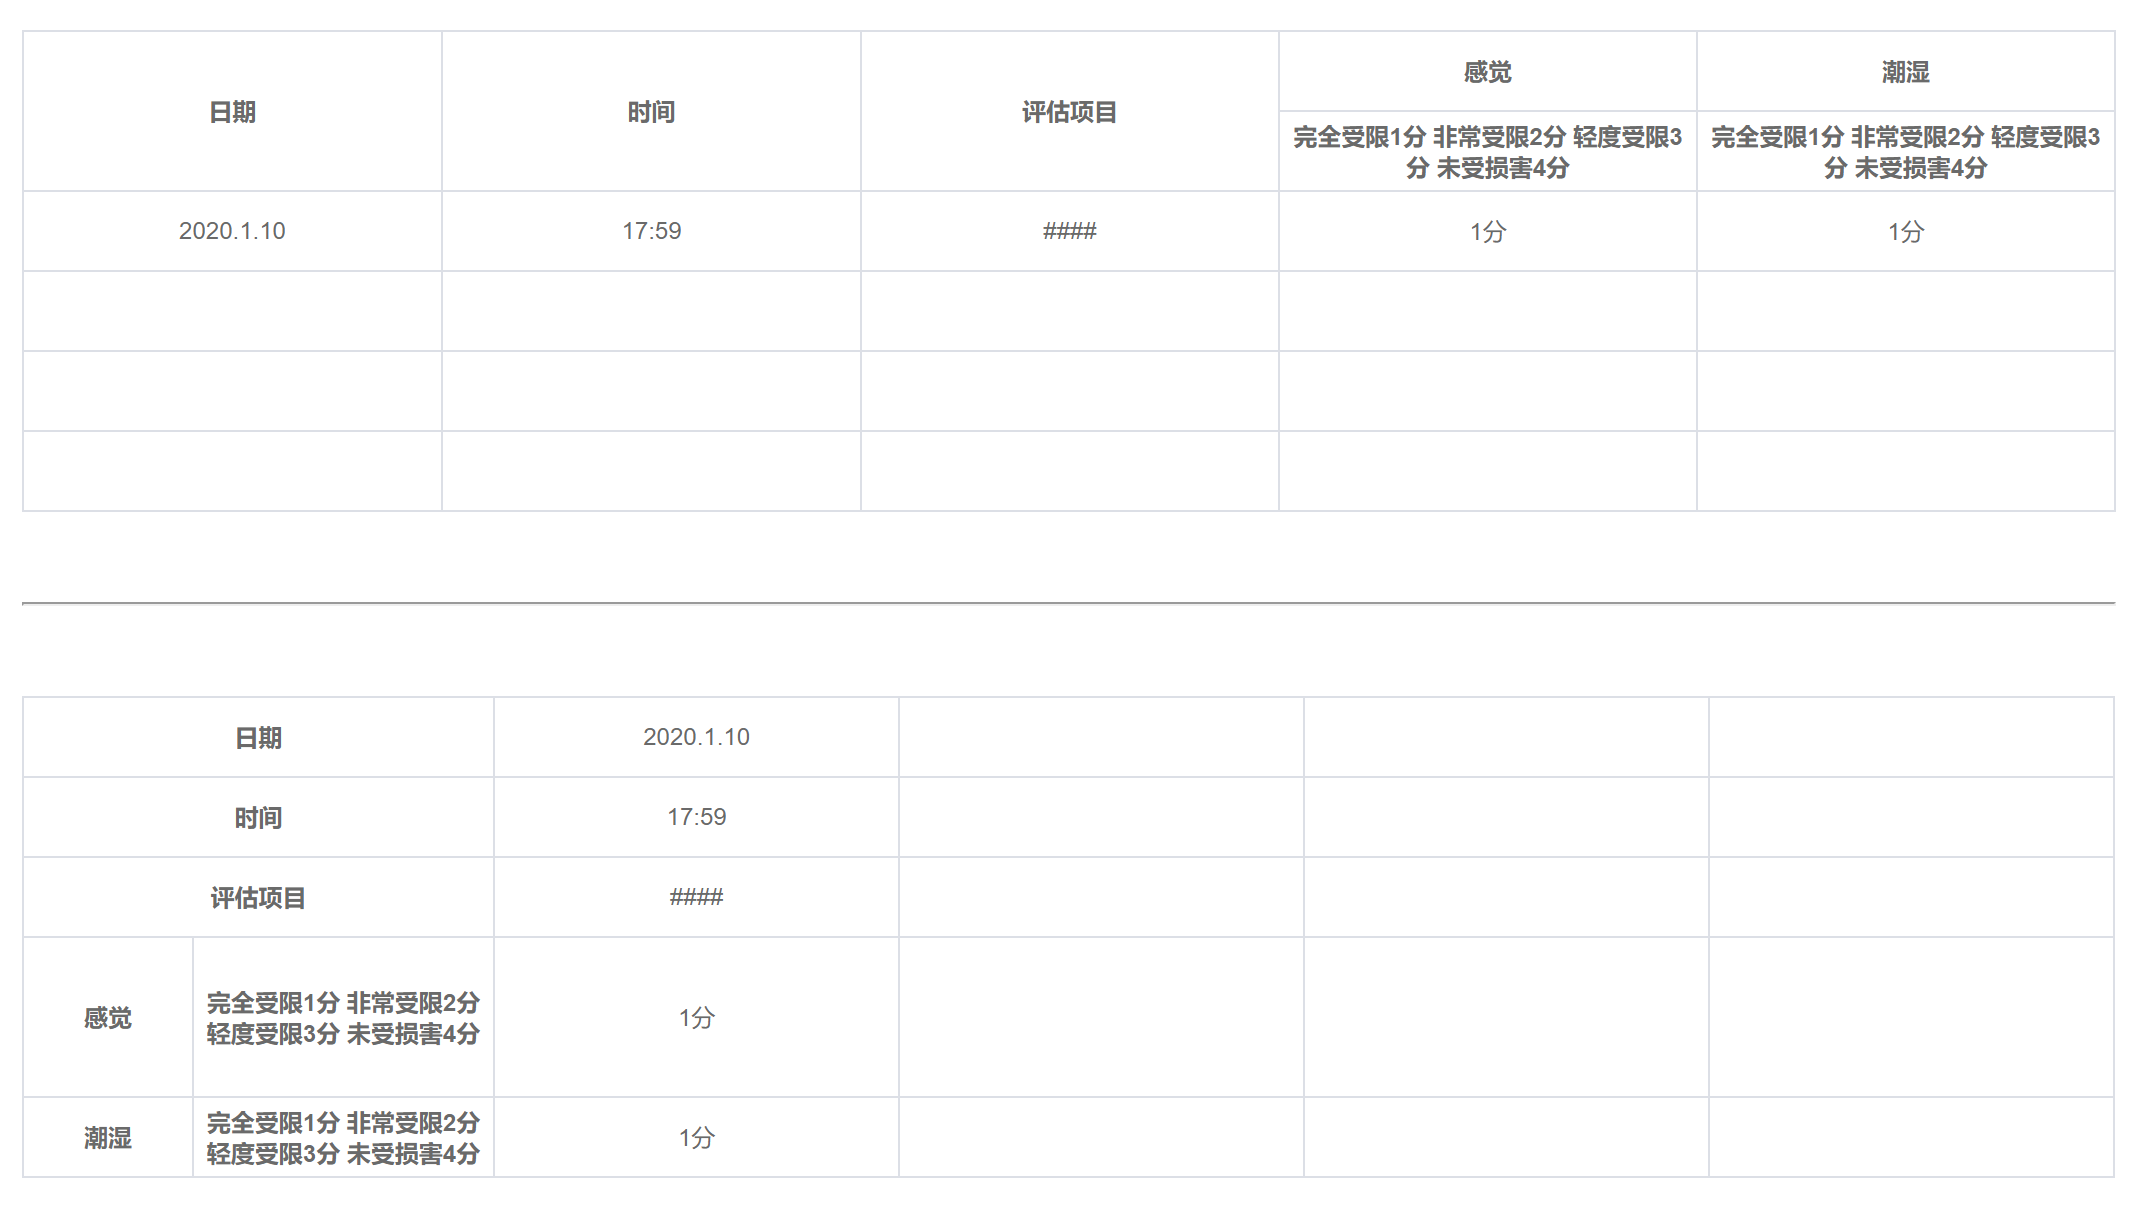 日期 时间 评估项目 感觉 潮湿
完全受限1分 非常受限2分 轻度受限3
分 未受损害4分
完全受限1分 非常受限2分 轻度受限3
分 未受损害4分
2020.1.10 17:59 #### 1分 1分
日期 2020.1.10
时间 17:59
评估项目 ####
感觉
完全受限1分 非常受限2分
轻度受限3分 未受损害4分
1分
潮湿
完全受限1分 非常受限2分
轻度受限3分 未受损害4分
1分